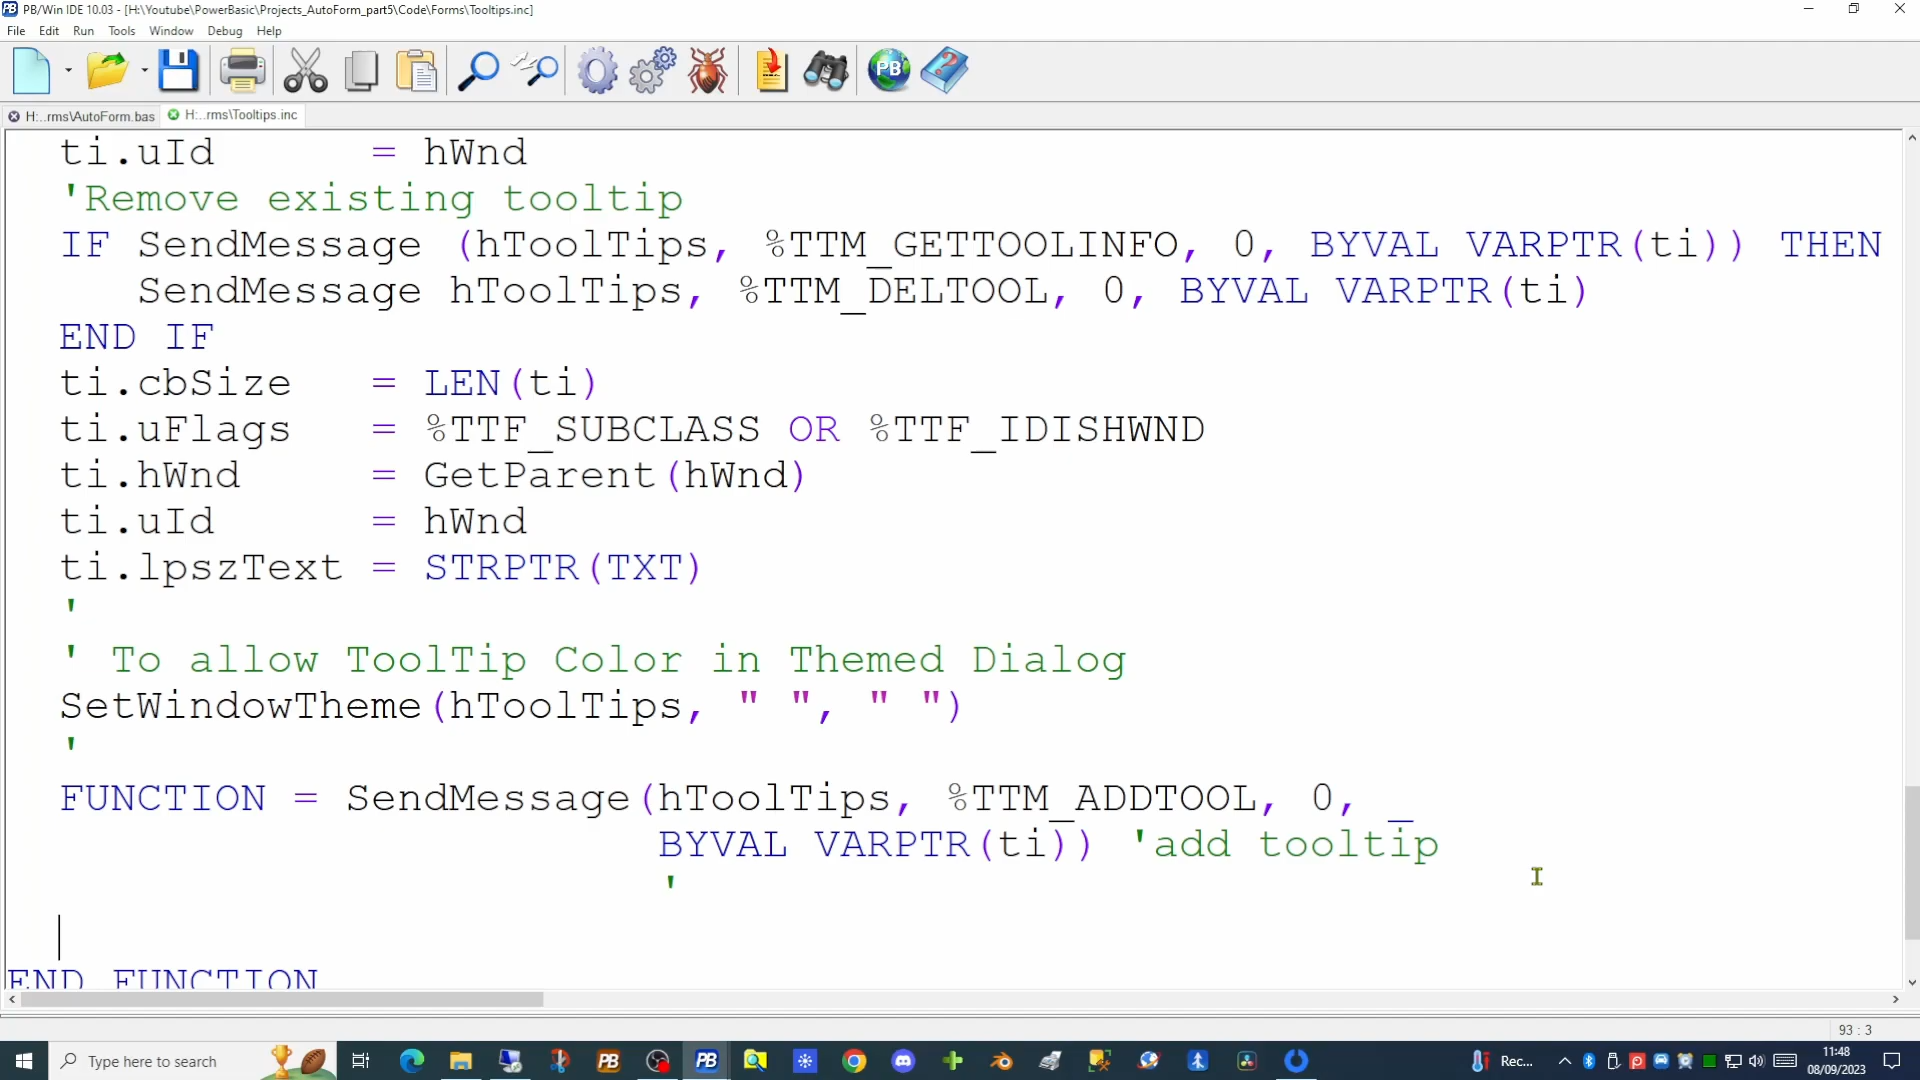 PB/Win IDE 10.03 - [H:\Youtube\PowerBasic\Projects_AutoForm_part5\Code\Forms\Tooltips.inc]
File Edit Run Tools Window Debug Help
PB
H:..rms\AutoForm.bas H:..rms\Tooltips.inc
ti.uId = hWnd
'Remove existing tooltip
IF SendMessage (hToolTips, %TTM_GETTOOLINFO, 0, BYVAL VARPTR(ti)) THEN
SendMessage hToolTips, %TTM_DELTOOL, 0, BYVAL VARPTR(ti)
END IF
ti.cbSize = LEN(ti)
ti.uFlags = %TTF_SUBCLASS OR %TTF_IDISHWND
ti.hWnd = GetParent(hWnd)
ti.uId = hWnd
ti.lpszText = STRPTR(TXT)
'
' To allow ToolTip Color in Themed Dialog
SetWindowTheme(hToolTips, " ", " ")
'
FUNCTION = SendMessage(hToolTips, %TTM_ADDTOOL, 0, _
BYVAL VARPTR(ti)) 'add tooltip
'
END FUNCTION
93 : 3
Type here to search PB PB Rec... 11:48
08/09/2023